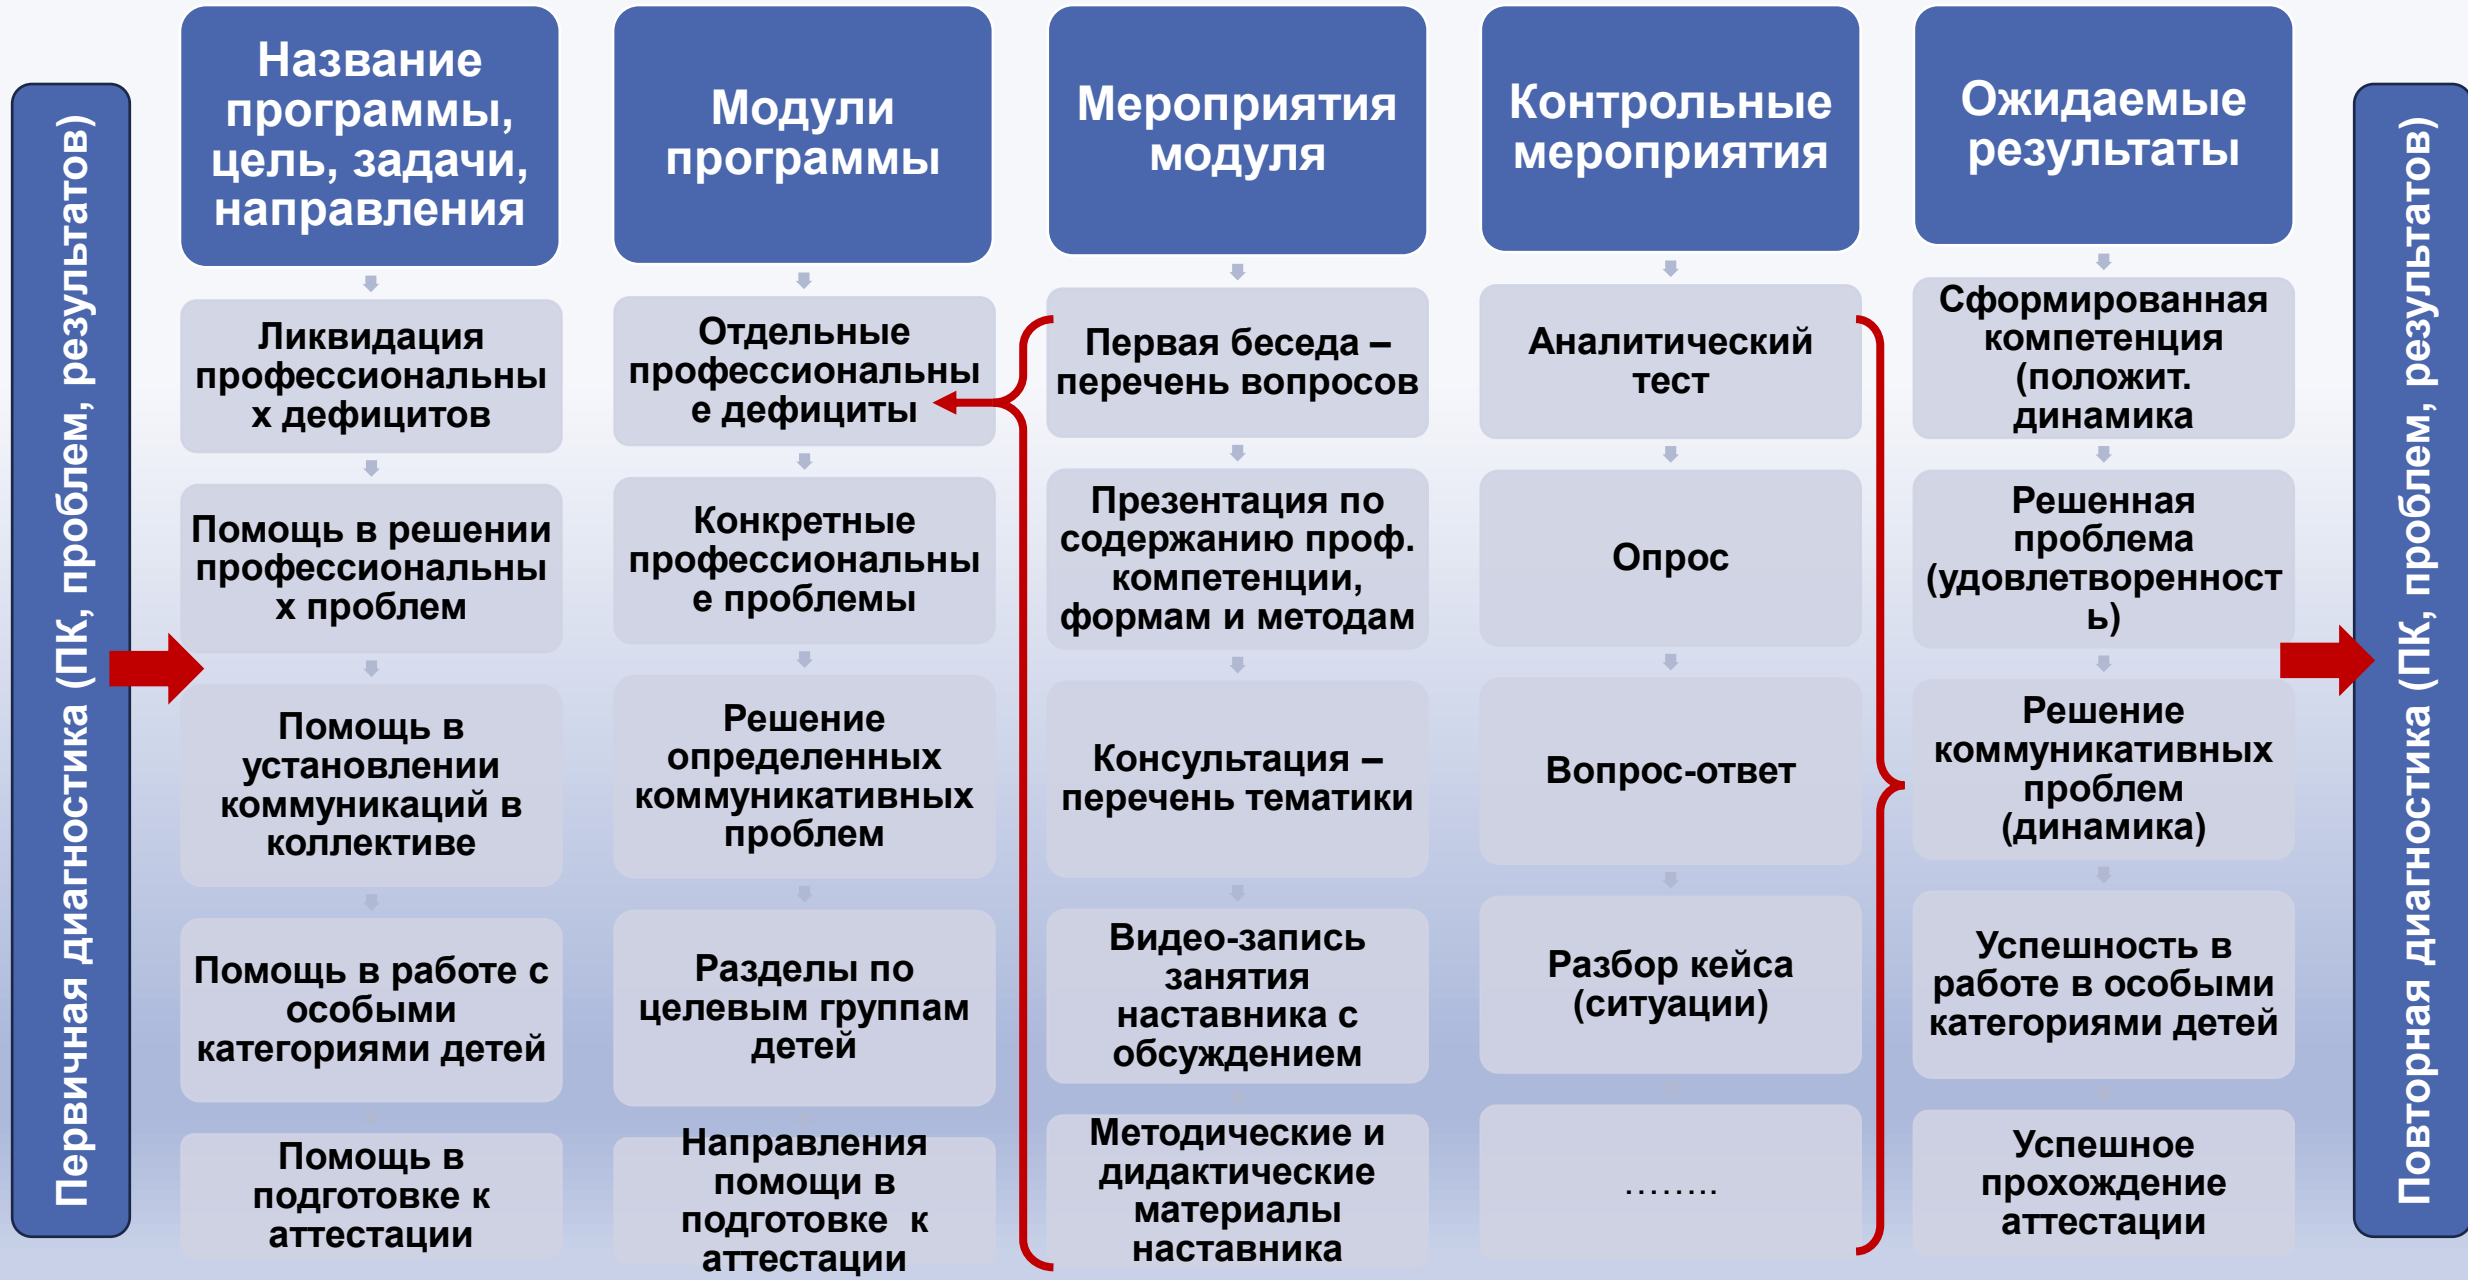 Первичная диагностика (ПК, проблем, результатов)
Название
программы,
цель, задачи,
направления
Ликвидация
профессиональны
х дефицитов
Помощь в решении
профессиональны
х проблем
Помощь в
установлении
коммуникаций в
коллективе
Помощь в работе с
особыми
категориями детей
Помощь в
подготовке к
аттестации
Модули
программы
Отдельные
профессиональны
е дефициты
Конкретные
профессиональны
е проблемы
Решение
определенных
коммуникативных
проблем
Разделы по
целевым группам
детей
Направления
помощи в
подготовке к
аттестации
Мероприятия
модуля
Первая беседа –
перечень вопросов
Презентация по
содержанию проф.
компетенции,
формам и методам
Консультация –
перечень тематики
Видео-запись
занятия
наставника с
обсуждением
Методические и
дидактические
материалы
наставника
Контрольные
мероприятия
Аналитический
тест
Опрос
Вопрос-ответ
Разбор кейса
(ситуации)
........
Ожидаемые
результаты
Сформированная
компетенция
(положит.
динамика
Решенная
проблема
(удовлетворенност
ь)
Решение
коммуникативных
проблем
(динамика)
Успешность в
работе в особыми
категориями детей
Успешное
прохождение
аттестации
Повторная диагностика (ПК, проблем, результатов)